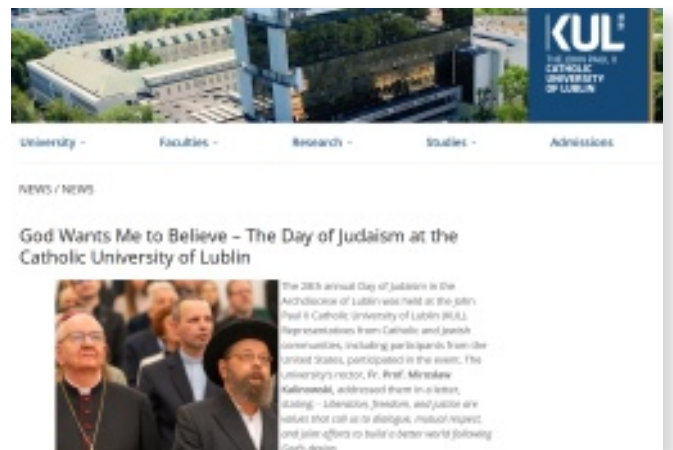 KUL
THE JOHN PAUL II
CATHOLIC
UNIVERSITY
OF LUBLIN
University
Faculties
Research
Studies
Admissions
NEWS / NEWS
God Wants Me to Believe – The Day of Judaism at the
Catholic University of Lublin
The 28th annual Day of Judaism in the
Archdiocese of Lublin was held at the John
Paul II Catholic University of Lublin (KUL).
Representatives from Catholic and Jewish
communities, including participants from the
United States, participated in the event. The
university's rector, Fr. Prof. Mirosław
Kalinowski, addressed them in a letter,
stating, – Liberation, freedom, and justice are
values that call us to dialogue, mutual respect,
and joint efforts to build a better world following
God's design